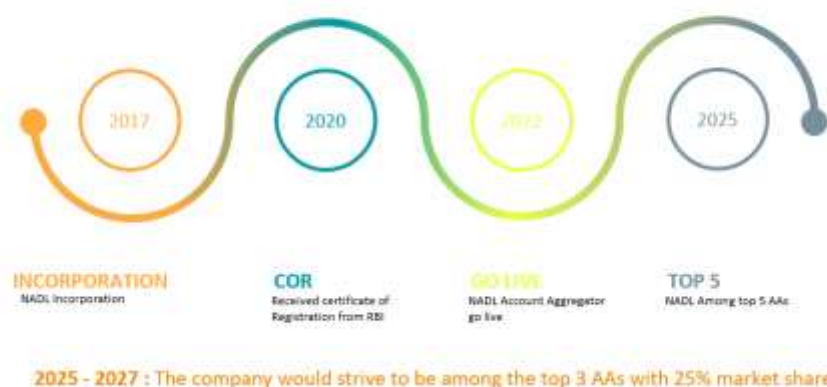 2017
2020
2022
2025
INCORPORATION
NADL Incorporation
COR
Received certificate of
Registration from RBI
GO LIVE
NADL Account Aggregator
go live
TOP 5
NADL Among top 5 AAs
2025 - 2027 : The company would strive to be among the top 3 AAs with 25% market share